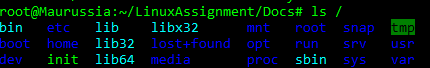 root@Maurussia:~/LinuxAssignment/Docs# ls /
bin etc lib libx32 mnt root snap tmp
boot home lib32 lost+found opt run srv usr
dev init lib64 media proc sbin sys var